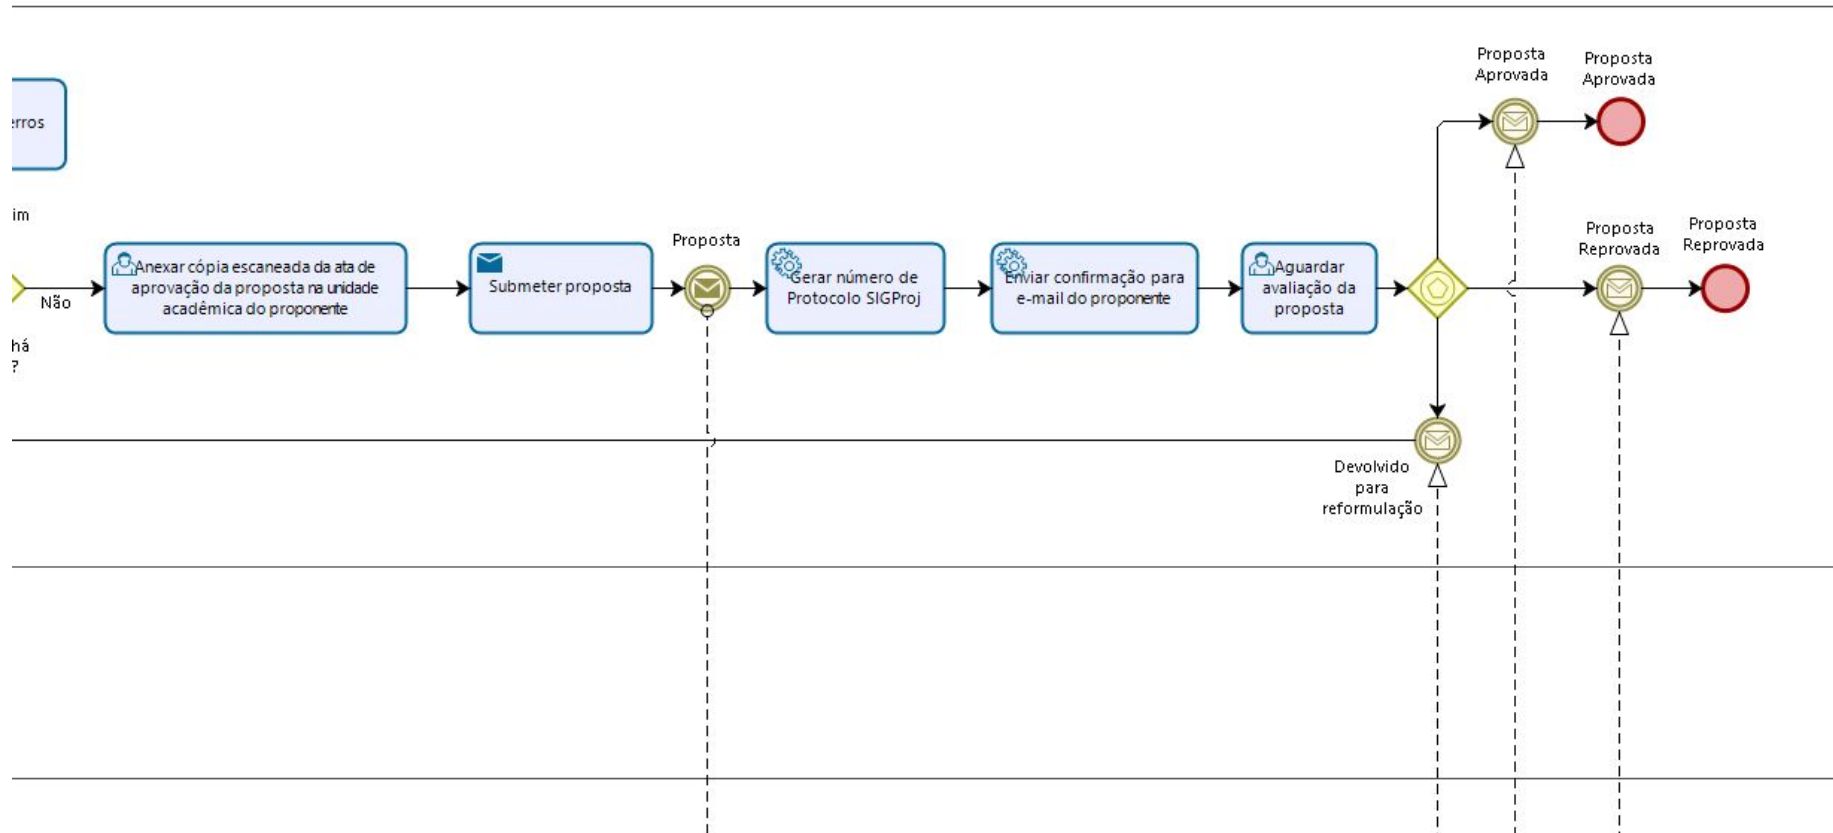 Proposta
Aprovada
Proposta
Aprovada
erros
im
Não
há
?
Anexar cópia escaneada da ata de
aprovação da proposta na unidade
acadêmica do proponente
Submeter proposta
Proposta
Gerar número de
Protocolo SIGProj
Enviar confirmação para
e-mail do proponente
Aguardar
avaliação da
proposta
Proposta
Reprovada
Proposta
Reprovada
Devolvido
para
reformulação